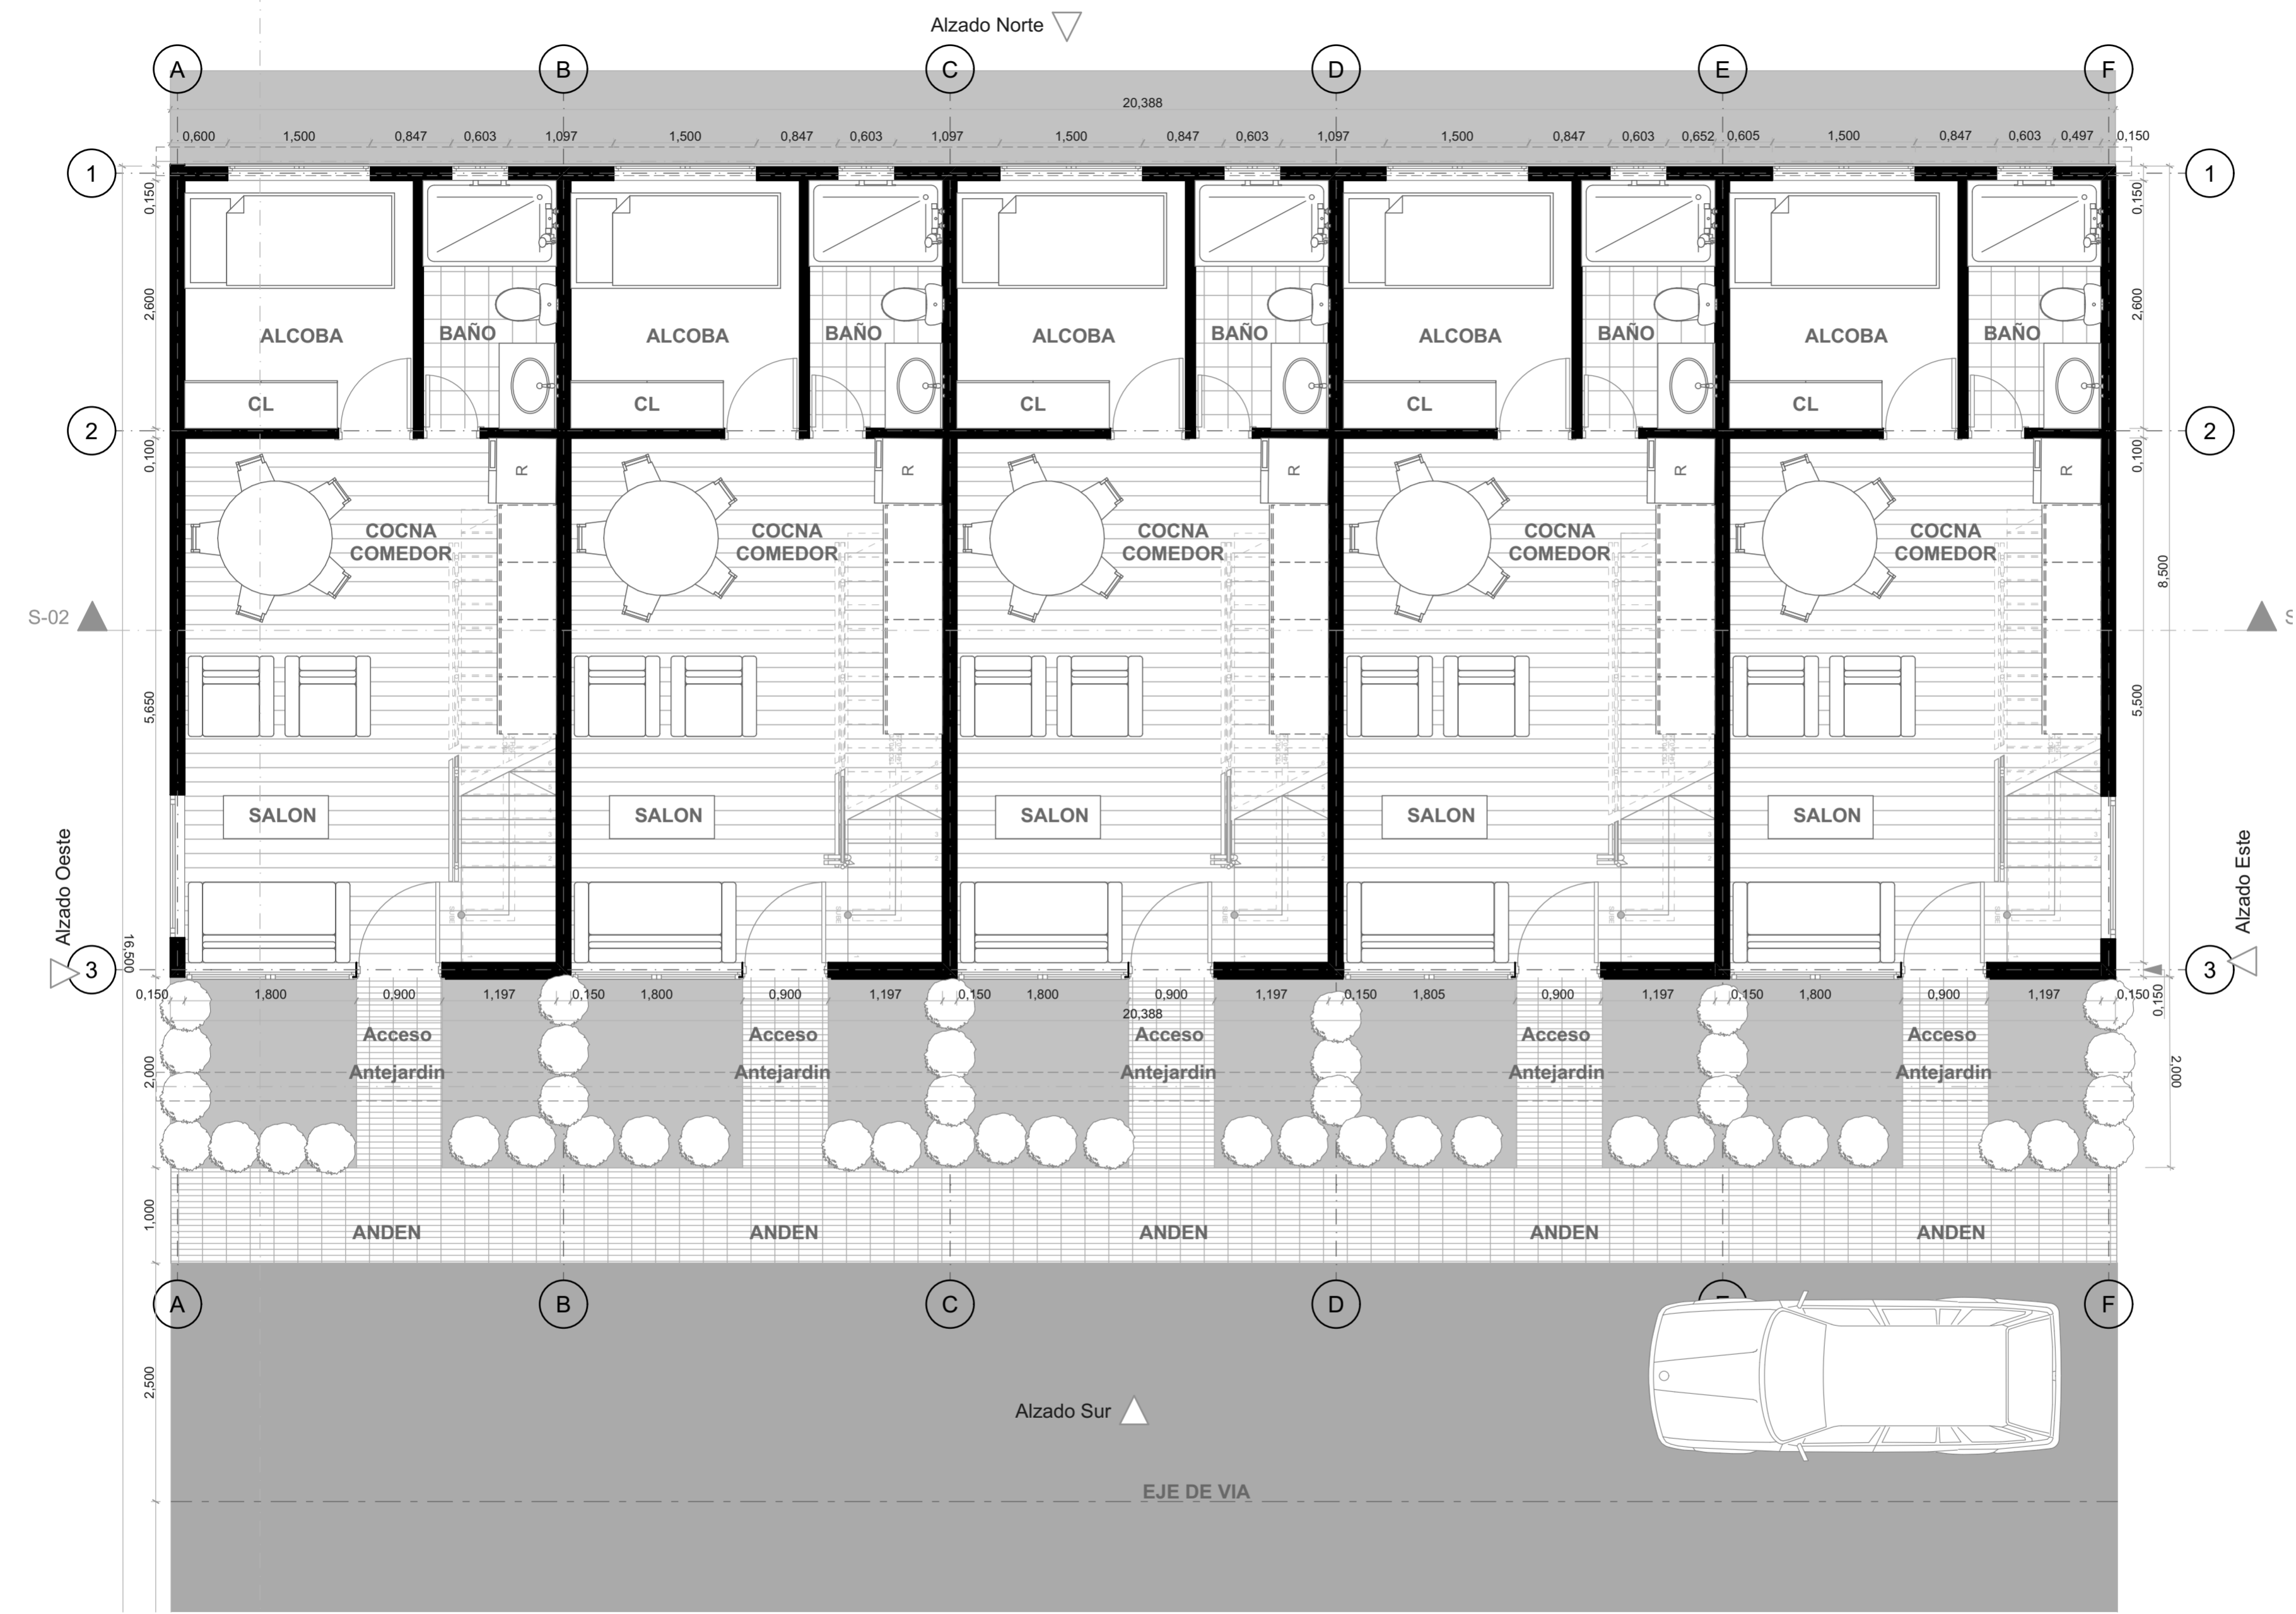 Alzado Norte
A B C D E F
20,388
0,600 1,500 0,847 0,603 1,097 1,500 0,847 0,603 1,097 1,500 0,847 0,603 1,097 1,500 0,847 0,603 0,652 0,605 1,500 0,847 0,603 0,497 0,150
1 1
0,150 0,150
2,600 2,600
ALCOBA BAÑO ALCOBA BAÑO ALCOBA BAÑO ALCOBA BAÑO ALCOBA BAÑO
CL CL CL CL CL
2 2
0,100 0,100
R R R R R
COCNA COCNA COCNA COCNA COCNA
COMEDOR COMEDOR COMEDOR COMEDOR COMEDOR
8,500
S-02 S
5,650 5,500
SALON SALON SALON SALON SALON
Alzado Oeste Alzado Este
16,500
3 3
0,150 1,800 0,900 1,197 0,150 1,800 0,900 1,197 0,150 1,800 0,900 1,197 0,150 1,805 0,900 1,197 0,150 1,800 0,900 1,197 0,150 0,150
20,388
Acceso Acceso Acceso Acceso Acceso
Antejardin Antejardin Antejardin Antejardin Antejardin
2,000 2,000
1,000
ANDEN ANDEN ANDEN ANDEN ANDEN
A B C D E F
2,500
Alzado Sur
EJE DE VIA